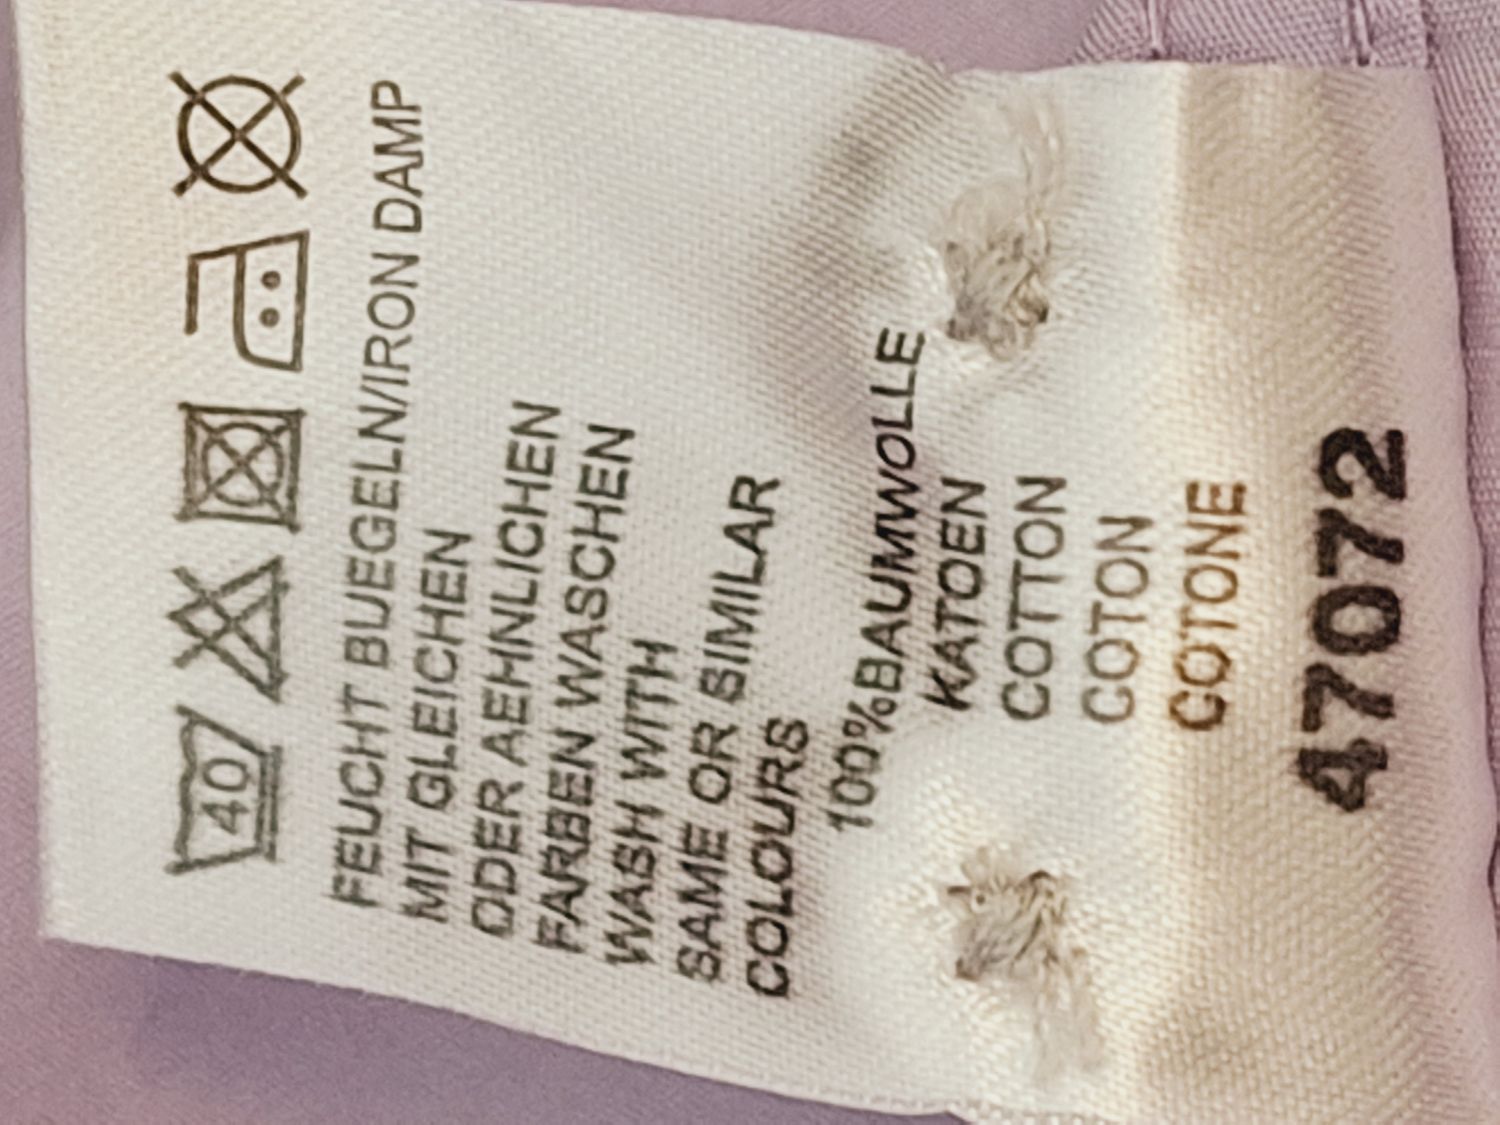 40
FEUCHT BUEGELN/IRON DAMP
MIT GLEICHEN
ODER AEHNLICHEN
FARBEN WASCHEN
WASH WITH
SAME OR SIMILAR
COLOURS
100%BAUMWOLLE
KATOEN
COTTON
COTON
COTONE
47072